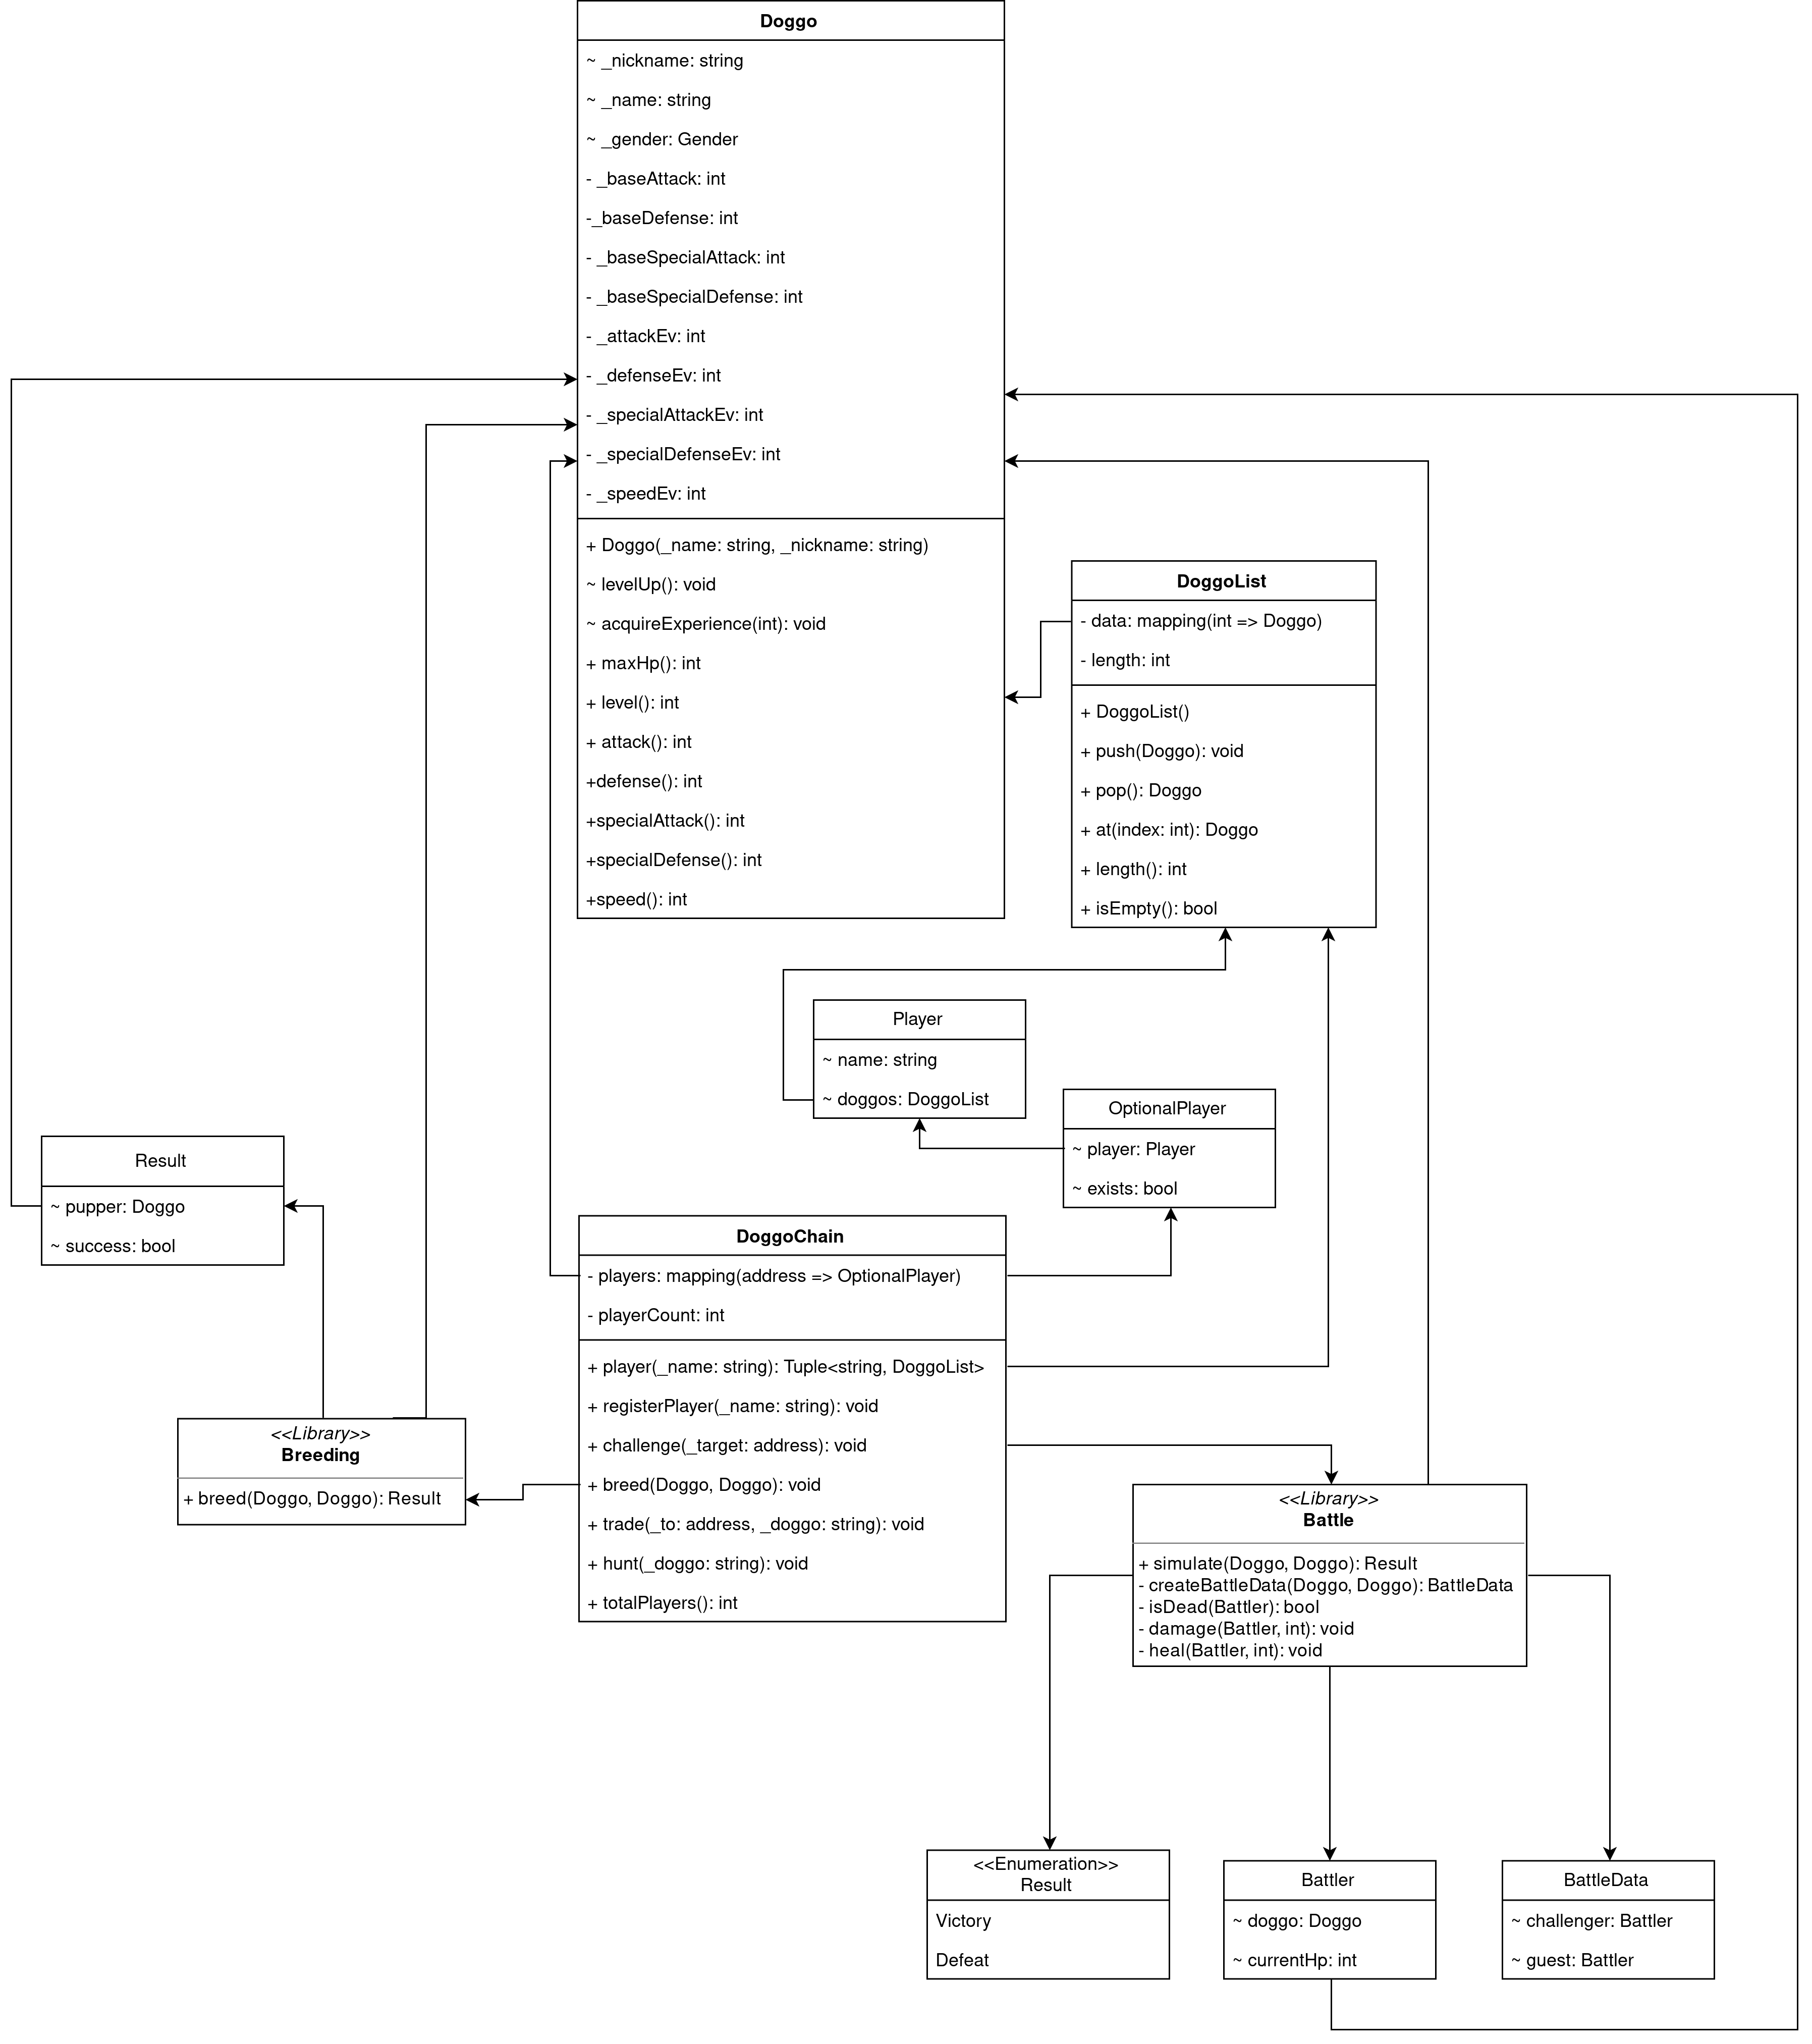 Doggo
~ _nickname: string
~ _name: string
~ _gender: Gender
- _baseAttack: int
-_baseDefense: int
- _baseSpecialAttack: int
- _baseSpecialDefense: int
- _attackEv: int
- _defenseEv: int
- _specialAttackEv: int
- _specialDefenseEv: int
- _speedEv: int
+ Doggo(_name: string, _nickname: string)
~ levelUp(): void
~ acquireExperience(int): void
+ maxHp(): int
+ level(): int
+ attack(): int
+defense(): int
+specialAttack(): int
+specialDefense(): int
+speed(): int
DoggoList
- data: mapping(int => Doggo)
- length: int
+ DoggoList()
+ push(Doggo): void
+ pop(): Doggo
+ at(index: int): Doggo
+ length(): int
+ isEmpty(): bool
Player
~ name: string
~ doggos: DoggoList
OptionalPlayer
~ player: Player
~ exists: bool
Result
~ pupper: Doggo
~ success: bool
DoggoChain
- players: mapping(address => OptionalPlayer)
- playerCount: int
+ player(_name: string): Tuple<string, DoggoList>
+ registerPlayer(_name: string): void
+ challenge(_target: address): void
+ breed(Doggo, Doggo): void
+ trade(_to: address, _doggo: string): void
+ hunt(_doggo: string): void
+ totalPlayers(): int
<<Library>>
Breeding
+ breed(Doggo, Doggo): Result
<<Library>>
Battle
+ simulate(Doggo, Doggo): Result
- createBattleData(Doggo, Doggo): BattleData
- isDead(Battler): bool
- damage(Battler, int): void
- heal(Battler, int): void
<<Enumeration>>
Result
Victory
Defeat
Battler
~ doggo: Doggo
~ currentHp: int
BattleData
~ challenger: Battler
~ guest: Battler